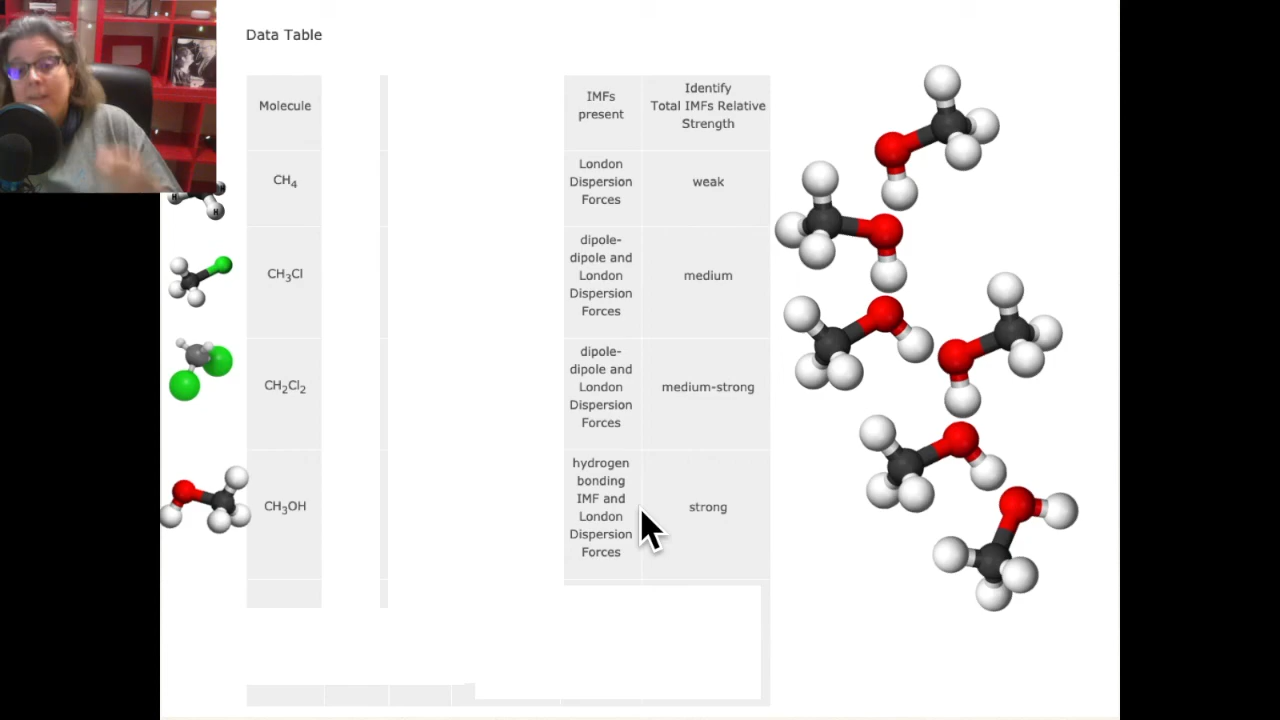 Data Table
Molecule
IMFs
present
Identify
Total IMFs Relative
Strength
CH₄
London
Dispersion
Forces
weak
CH₃Cl
dipole-
dipole and
London
Dispersion
Forces
medium
CH₂Cl₂
dipole-
dipole and
London
Dispersion
Forces
medium-strong
CH₃OH
hydrogen
bonding
IMF and
London
Dispersion
Forces
strong
H
H
H